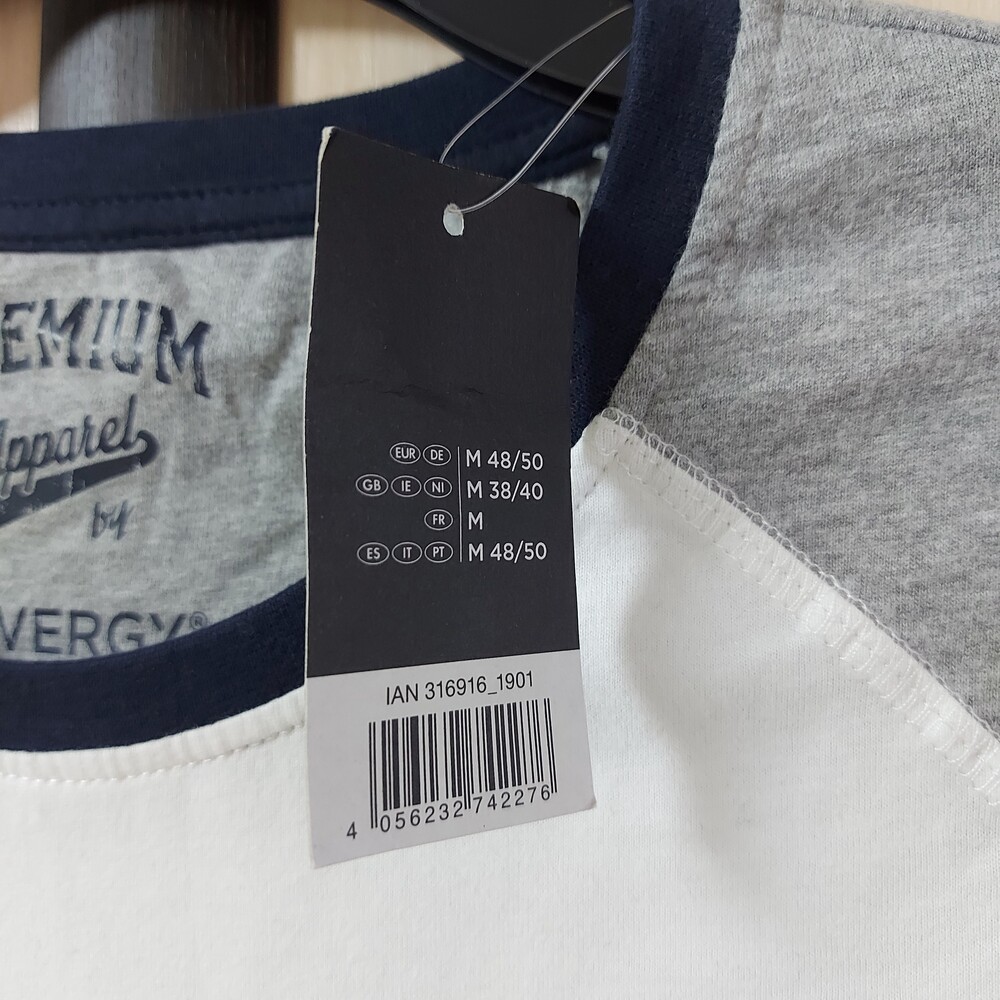 EMIUM
Apparel
by
VERGY®
EUR DE M 48/50
GB IE NI M 38/40
FR M
ES IT PT M 48/50
IAN 316916_1901
4 056232 742276